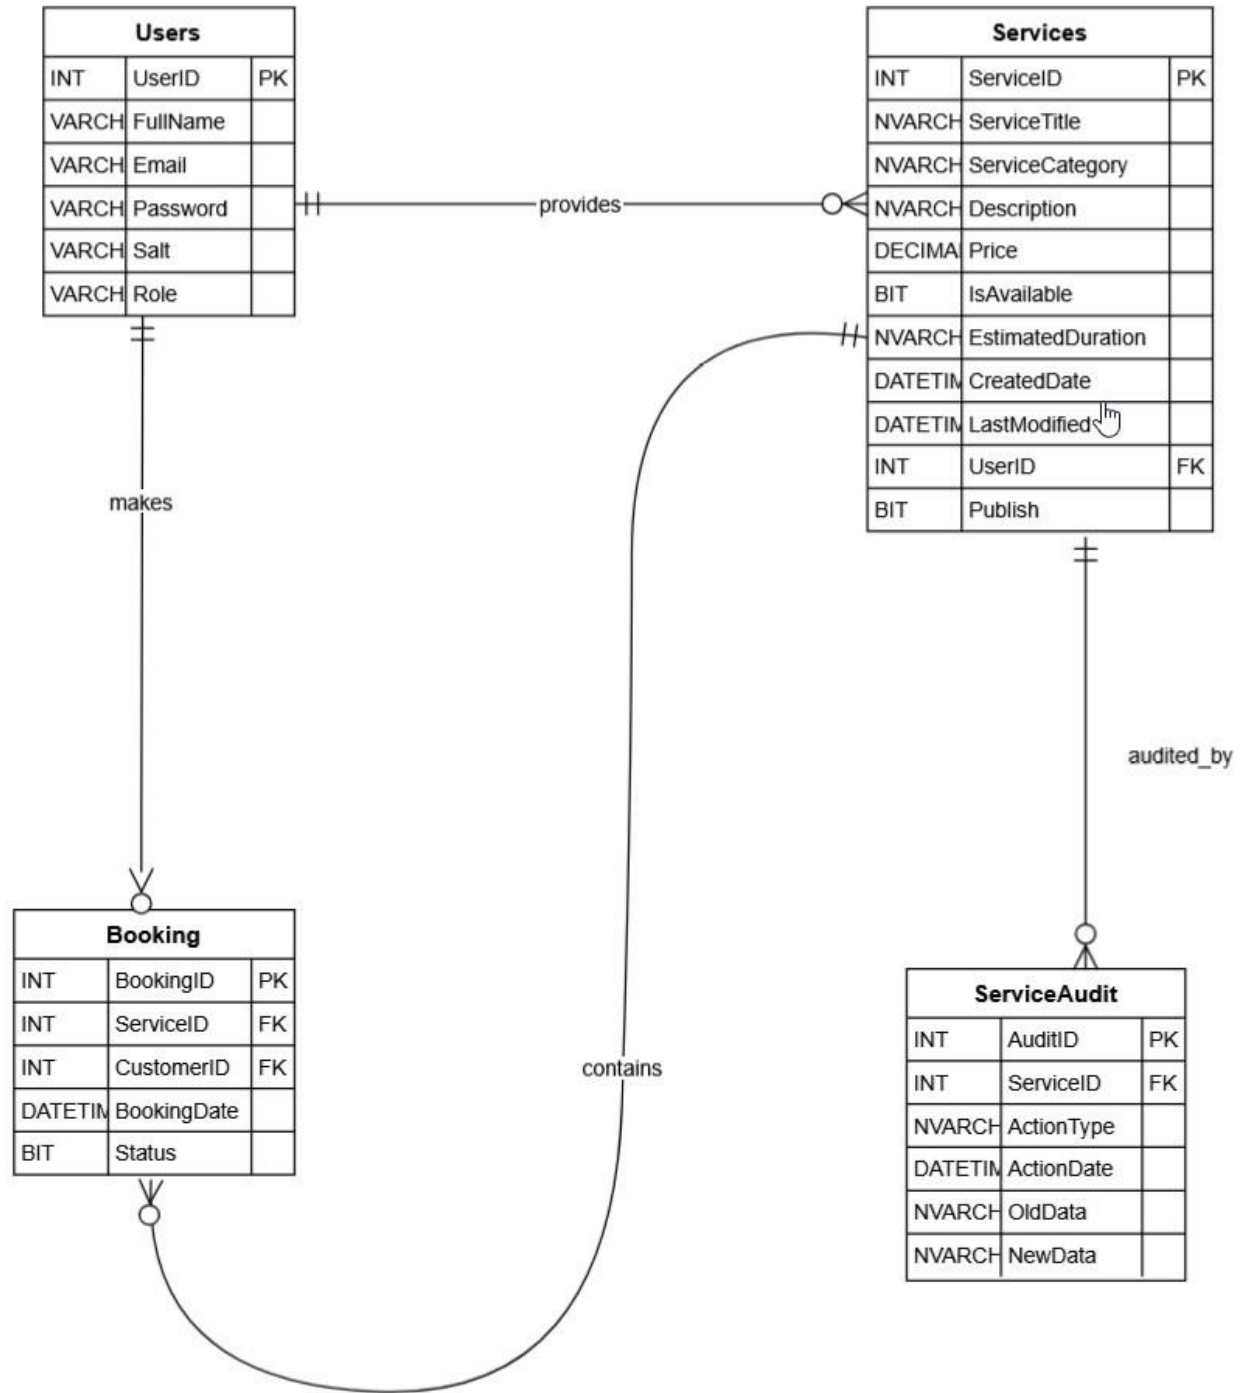 Users
INT UserID PK
VARCH FullName
VARCH Email
VARCH Password
VARCH Salt
VARCH Role
provides
Services
INT ServiceID PK
NVARCH ServiceTitle
NVARCH ServiceCategory
NVARCH Description
DECIMA Price
BIT IsAvailable
NVARCH EstimatedDuration
DATETIM CreatedDate
DATETIM LastModified
INT UserID FK
BIT Publish
makes
audited_by
Booking
INT BookingID PK
INT ServiceID FK
INT CustomerID FK
DATETIM BookingDate
BIT Status
contains
ServiceAudit
INT AuditID PK
INT ServiceID FK
NVARCH ActionType
DATETIM ActionDate
NVARCH OldData
NVARCH NewData